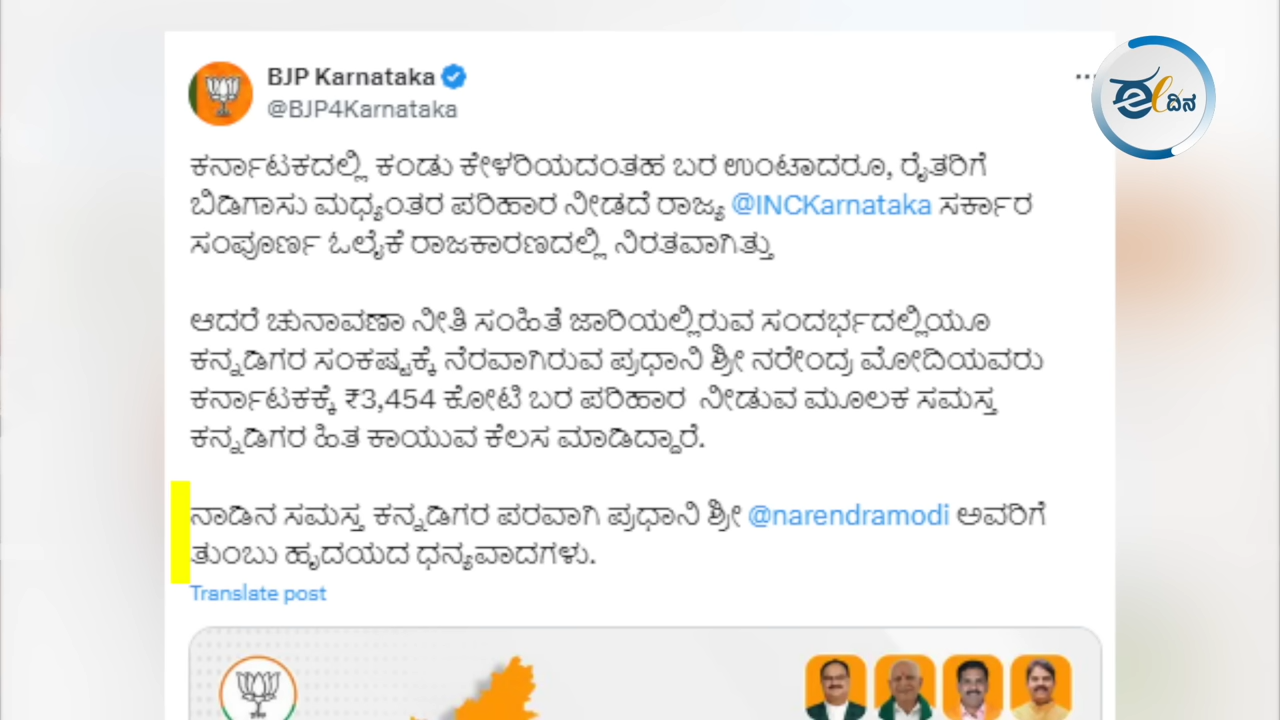 BJP Karnataka
@BJP4Karnataka
ಕರ್ನಾಟಕದಲ್ಲಿ ಕಂಡು ಕೇಳರಿಯದಂತಹ ಬರ ಉಂಟಾದರೂ, ರೈತರಿಗೆ
ಬಿಡಿಗಾಸು ಮಧ್ಯಂತರ ಪರಿಹಾರ ನೀಡದೆ ರಾಜ್ಯ @INCKarnataka ಸರ್ಕಾರ
ಸಂಪೂರ್ಣ ಓಲೈಕೆ ರಾಜಕಾರಣದಲ್ಲಿ ನಿರತವಾಗಿತ್ತು
ಆದರೆ ಚುನಾವಣಾ ನೀತಿ ಸಂಹಿತೆ ಜಾರಿಯಲ್ಲಿರುವ ಸಂದರ್ಭದಲ್ಲಿಯೂ
ಕನ್ನಡಿಗರ ಸಂಕಷ್ಟಕ್ಕೆ ನೆರವಾಗಿರುವ ಪ್ರಧಾನಿ ಶ್ರೀ ನರೇಂದ್ರ ಮೋದಿಯವರು
ಕರ್ನಾಟಕಕ್ಕೆ ₹3,454 ಕೋಟಿ ಬರ ಪರಿಹಾರ ನೀಡುವ ಮೂಲಕ ಸಮಸ್ತ
ಕನ್ನಡಿಗರ ಹಿತ ಕಾಯುವ ಕೆಲಸ ಮಾಡಿದ್ದಾರೆ.
ನಾಡಿನ ಸಮಸ್ತ ಕನ್ನಡಿಗರ ಪರವಾಗಿ ಪ್ರಧಾನಿ ಶ್ರೀ @narendramodi ಅವರಿಗೆ
ತುಂಬು ಹೃದಯದ ಧನ್ಯವಾದಗಳು.
Translate post
ದಿನ